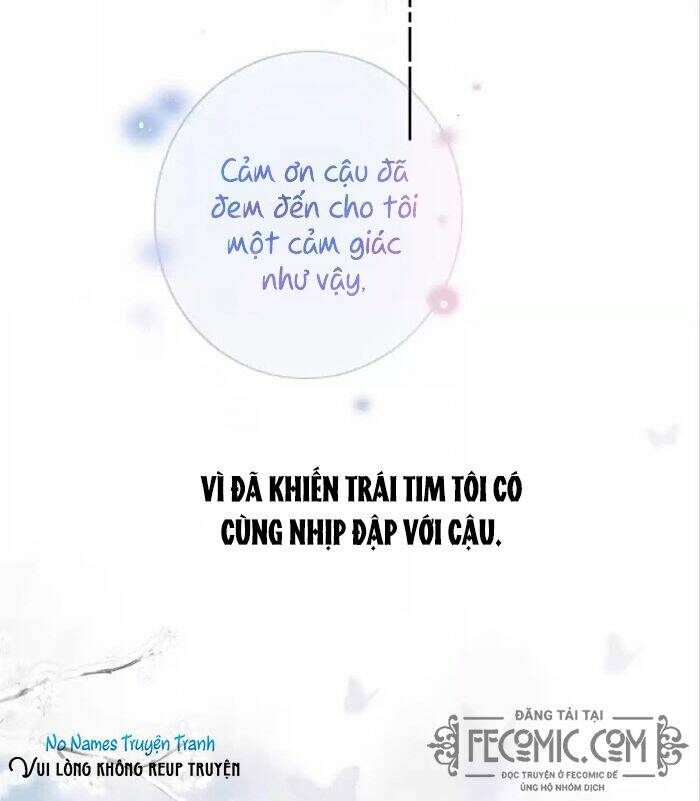 Cảm ơn cậu đã
đem đến cho tôi
một cảm giác
như vậy,
VÌ ĐÃ KHIẾN TRÁI TIM TÔI CÓ
CÙNG NHỊP ĐẬP VỚI CẬU.
No Names Truyện Tranh
VUI LÒNG KHÔNG REUP TRUYỆN
ĐĂNG TẢI TẠI
FECOMIC.COM
ĐỌC TRUYỆN Ở FECOMIC ĐỂ
ỦNG HỘ NHÓM DỊCH